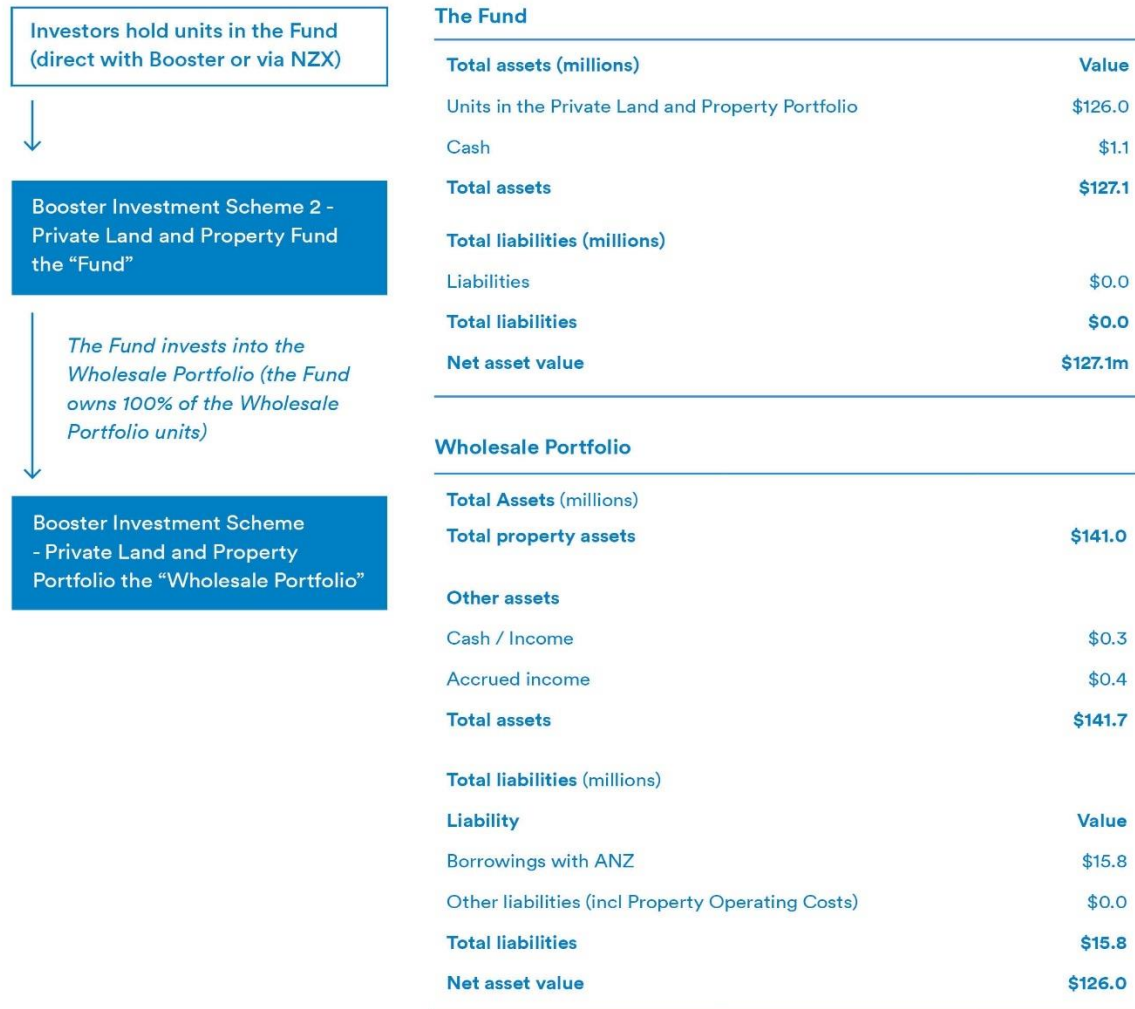 Investors hold units in the Fund
(direct with Booster or via NZX)
Booster Investment Scheme 2 -
Private Land and Property Fund
the “Fund”
The Fund invests into the
Wholesale Portfolio (the Fund
owns 100% of the Wholesale
Portfolio units)
Booster Investment Scheme
- Private Land and Property
Portfolio the “Wholesale Portfolio”
The Fund
Total assets (millions) Value
Units in the Private Land and Property Portfolio $126.0
Cash $1.1
Total assets $127.1
Total liabilities (millions)
Liabilities $0.0
Total liabilities $0.0
Net asset value $127.1m
Wholesale Portfolio
Total Assets (millions)
Total property assets $141.0
Other assets
Cash / Income $0.3
Accrued income $0.4
Total assets $141.7
Total liabilities (millions)
Liability Value
Borrowings with ANZ $15.8
Other liabilities (incl Property Operating Costs) $0.0
Total liabilities $15.8
Net asset value $126.0